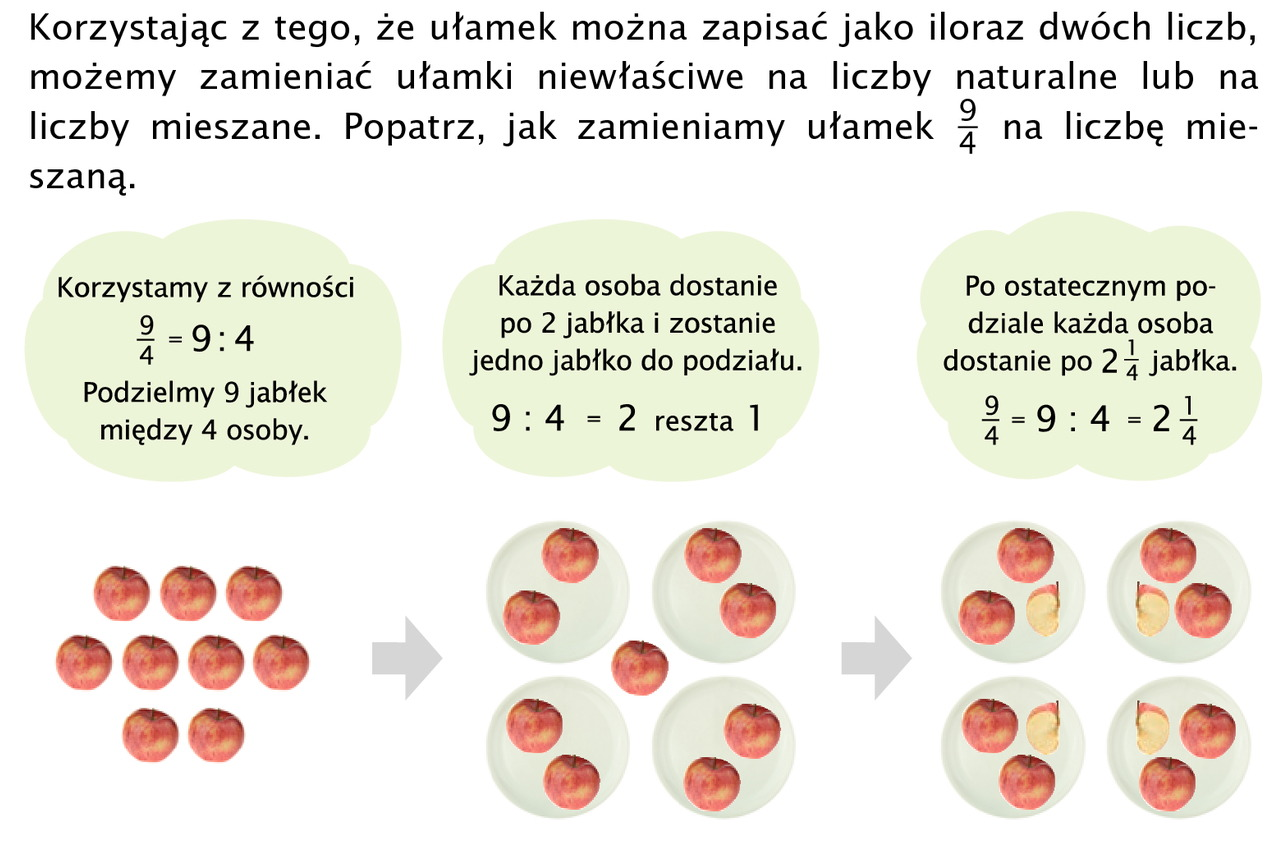 Korzystając z tego, że ułamek można zapisać jako iloraz dwóch liczb,
możemy zamieniać ułamki niewłaściwe na liczby naturalne lub na
liczby mieszane. Popatrz, jak zamieniamy ułamek 9/4 na liczbę mie-
szaną.
Korzystamy z równości
9/4 = 9 : 4
Podzielmy 9 jabłek
między 4 osoby.
Każda osoba dostanie
po 2 jabłka i zostanie
jedno jabłko do podziału.
9 : 4 = 2 reszta 1
Po ostatecznym po-
dziale każda osoba
dostanie po 2 1/4 jabłka.
9/4 = 9 : 4 = 2 1/4